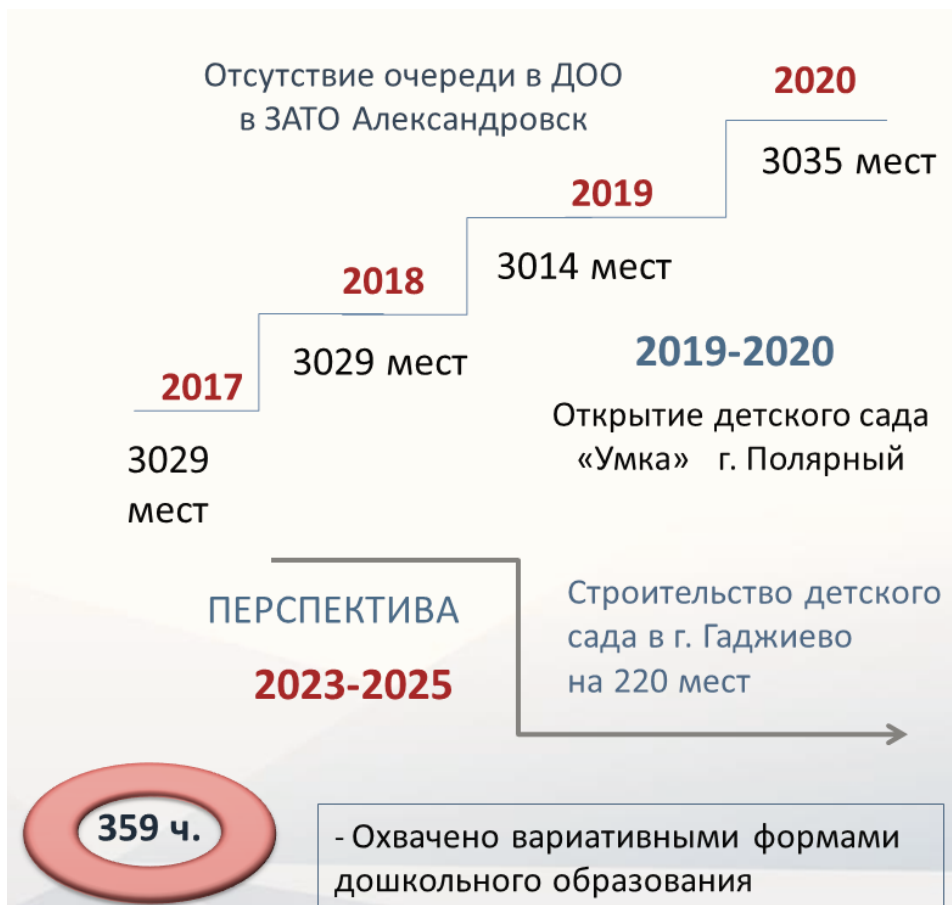 Отсутствие очереди в ДОО
в ЗАТО Александровск
2020
3035 мест
2019
3014 мест
2018
3029 мест
2017
3029
мест
2019-2020
Открытие детского сада
«Умка» г. Полярный
ПЕРСПЕКТИВА
2023-2025
Строительство детского
сада в г. Гаджиево
на 220 мест
359 ч.
- Охвачено вариативными формами
дошкольного образования